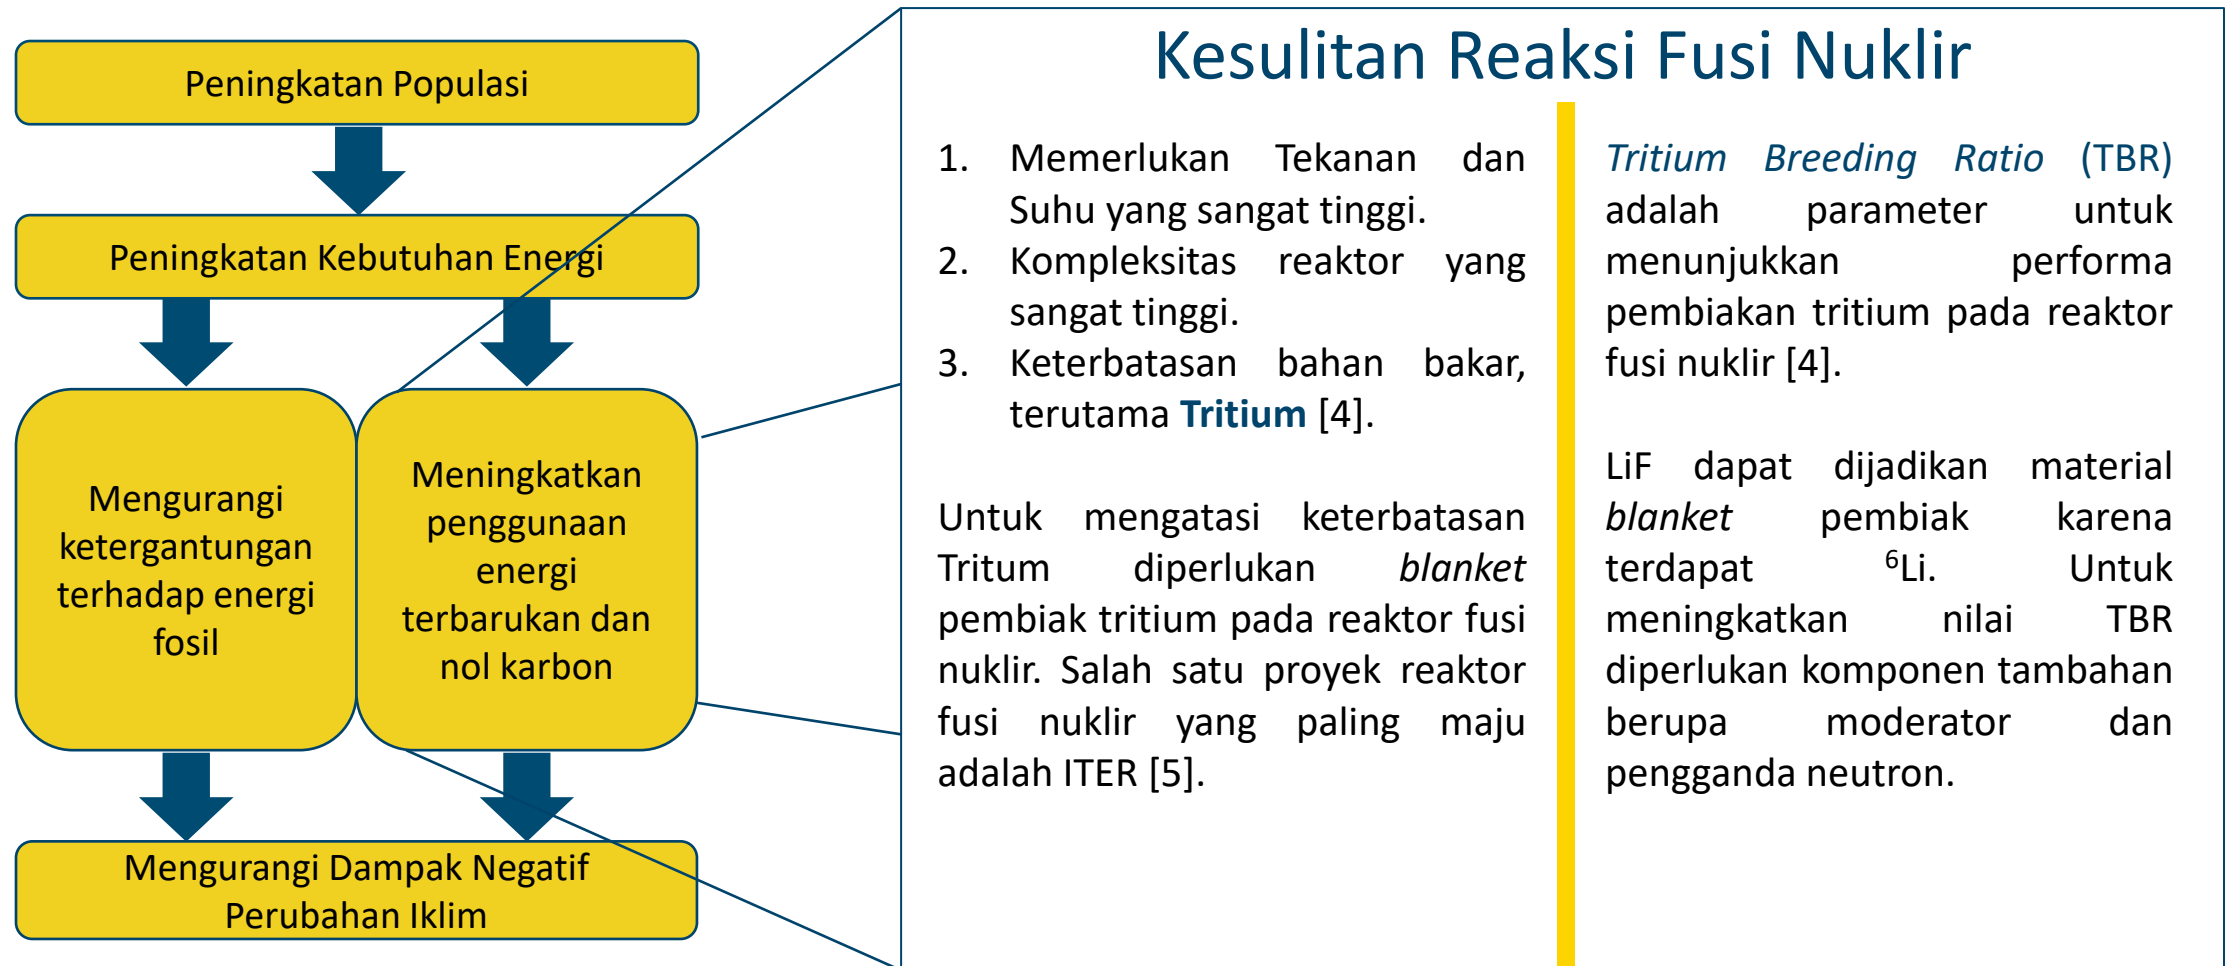 Peningkatan Populasi
Peningkatan Kebutuhan Energi
Mengurangi
ketergantungan
terhadap energi
fosil
Meningkatkan
penggunaan
energi
terbarukan dan
nol karbon
Mengurangi Dampak Negatif
Perubahan Iklim
Kesulitan Reaksi Fusi Nuklir
1. Memerlukan Tekanan dan
Suhu yang sangat tinggi.
2. Kompleksitas reaktor yang
sangat tinggi.
3. Keterbatasan bahan bakar,
terutama Tritium [4].
Untuk mengatasi keterbatasan
Tritum diperlukan blanket
pembiak tritium pada reaktor fusi
nuklir. Salah satu proyek reaktor
fusi nuklir yang paling maju
adalah ITER [5].
Tritium Breeding Ratio (TBR)
adalah parameter untuk
menunjukkan performa
pembiakan tritium pada reaktor
fusi nuklir [4].
LiF dapat dijadikan material
blanket pembiak karena
terdapat ⁶Li. Untuk
meningkatkan nilai TBR
diperlukan komponen tambahan
berupa moderator dan
pengganda neutron.